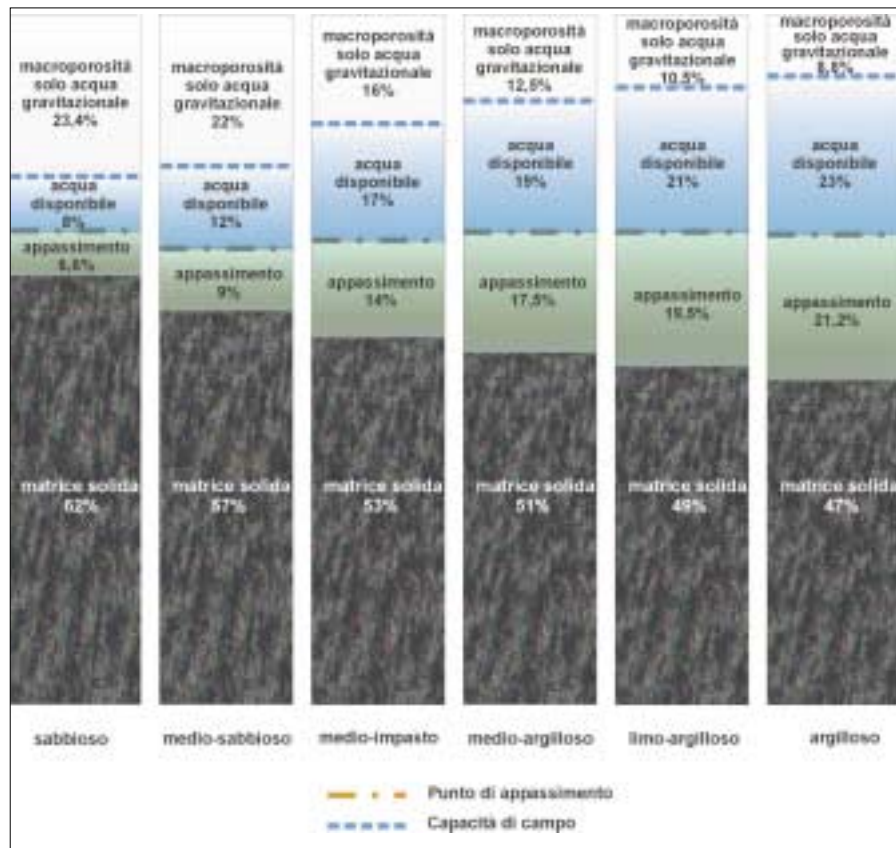 macroporosità
solo acqua
gravitazionale
23,4%
acqua
disponibile
8%
appassimento
6,6%
matrice solida
62%
sabbioso
macroporosità
solo acqua
gravitazionale
22%
acqua
disponibile
12%
appassimento
9%
matrice solida
57%
medio-sabbioso
macroporosità
solo acqua
gravitazionale
16%
acqua
disponibile
17%
appassimento
14%
matrice solida
53%
medio-impasto
macroporosità
solo acqua
gravitazionale
12,5%
acqua
disponibile
19%
appassimento
17,5%
matrice solida
51%
medio-argilloso
macroporosità
solo acqua
gravitazionale
10,5%
acqua
disponibile
21%
appassimento
19,5%
matrice solida
49%
limo-argilloso
macroporosità
solo acqua
gravitazionale
8,8%
acqua
disponibile
23%
appassimento
21,2%
matrice solida
47%
argilloso
Punto di appassimento
Capacità di campo